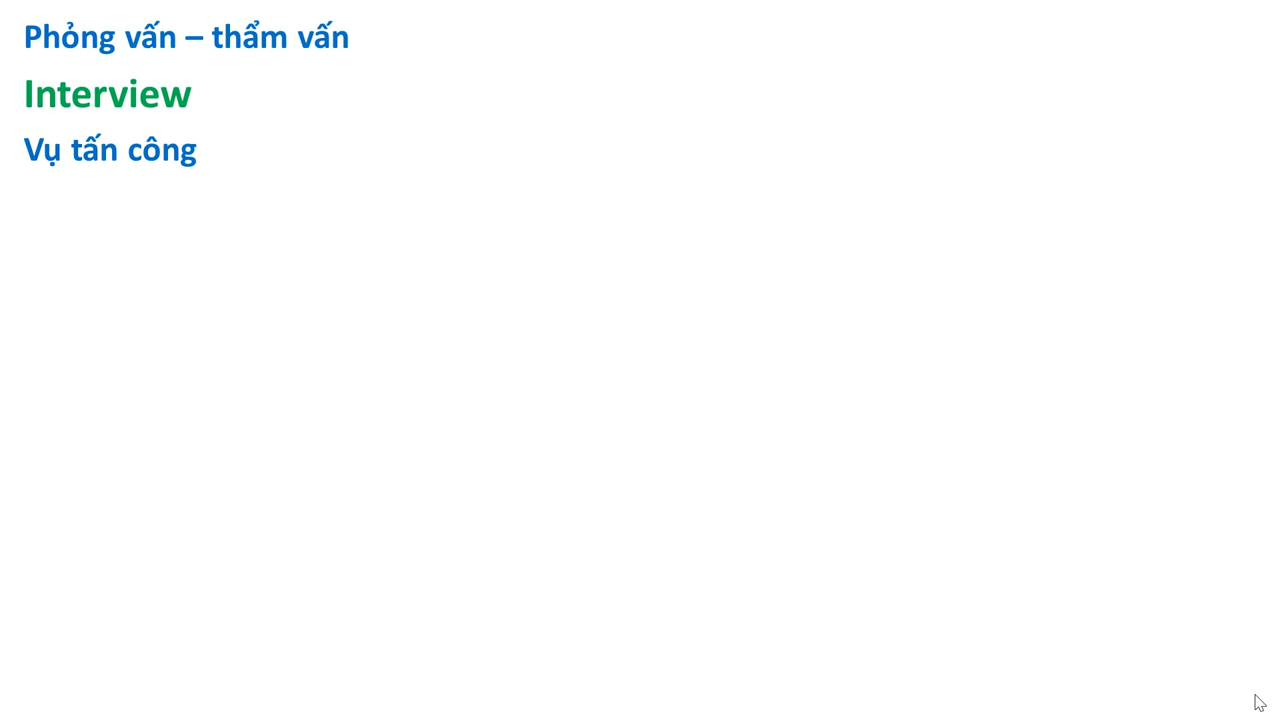 Phỏng vấn – thẩm vấn
Interview
Vụ tấn công